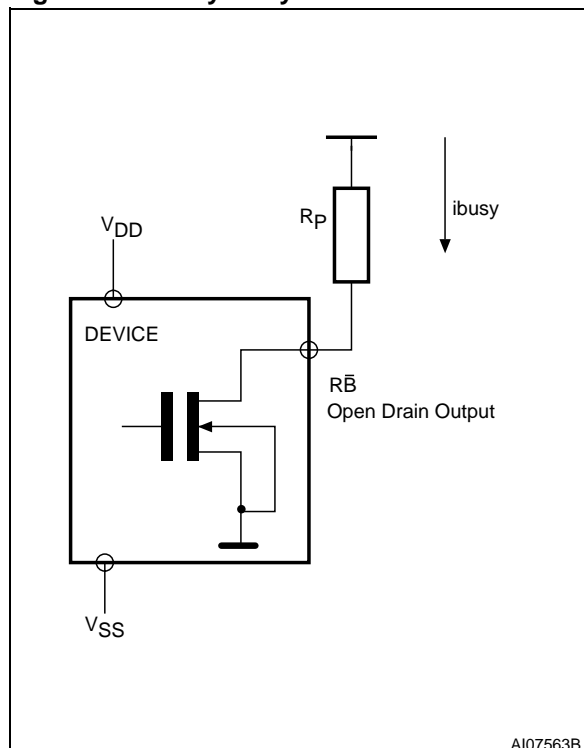 RP
ibusy
VDD
DEVICE
RB̅
Open Drain Output
VSS
AI07563B